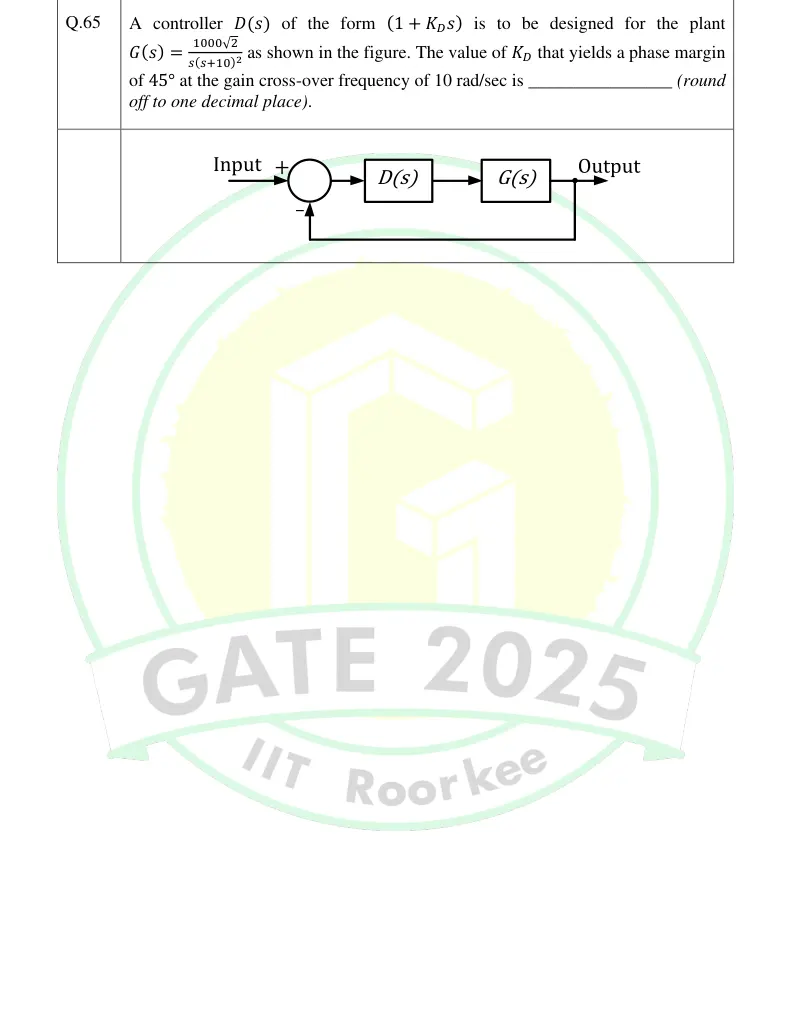 Q.65 A controller D(s) of the form (1 + K_D s) is to be designed for the plant
G(s) = \frac{1000√2}{s(s+10)^2} as shown in the figure. The value of K_D that yields a phase margin
of 45° at the gain cross-over frequency of 10 rad/sec is ________________ (round
off to one decimal place).
Input + D(s) G(s) Output
−
GATE 2025
IIT Roorkee